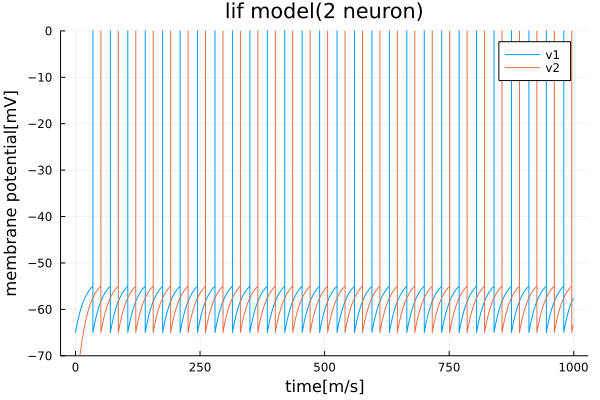 lif model(2 neuron)
membrane potential[mV]
0
−10
−20
−30
−40
−50
−60
−70
v1
v2
0
250
500
750
1000
time[m/s]